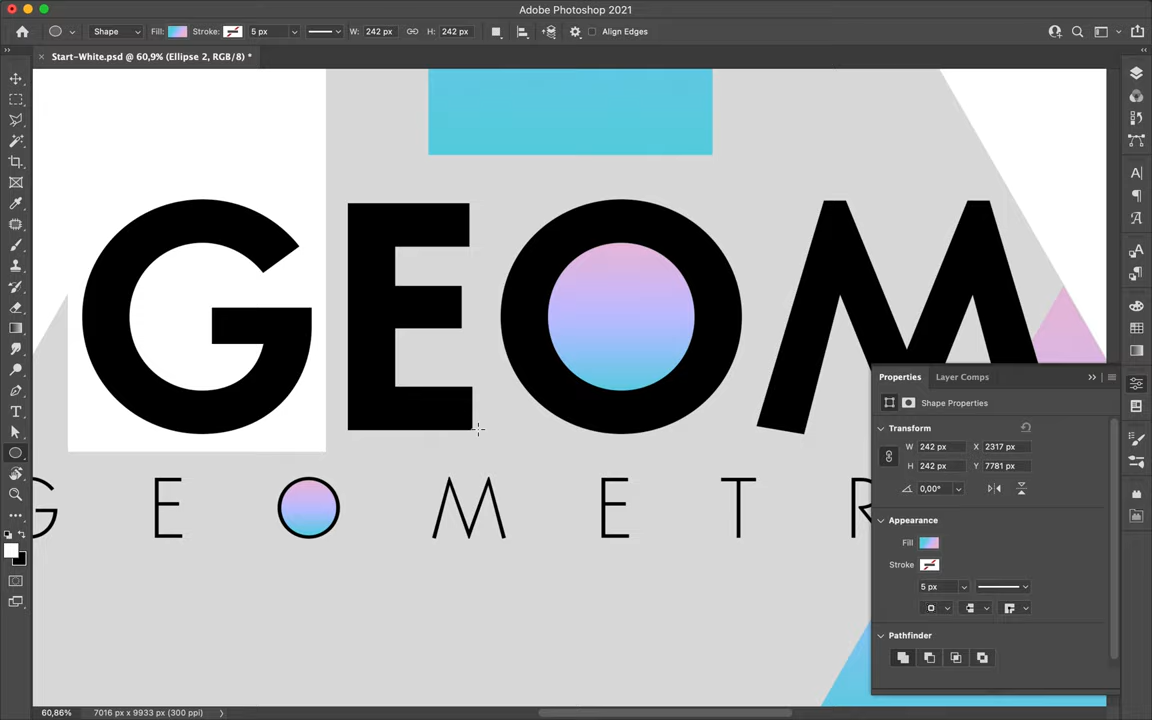 Adobe Photoshop 2021
Shape Fill: Stroke: 5 px W: 242 px H: 242 px Align Edges
Start-White.psd @ 60,9% (Ellipse 2, RGB/8) *
GEOM
GEOMETR
Properties Layer Comps
Shape Properties
Transform
W 242 px X 2317 px
H 242 px Y 7781 px
0,00°
Appearance
Fill
Stroke
5 px
Pathfinder
60,86% 7016 px x 9933 px (300 ppi)